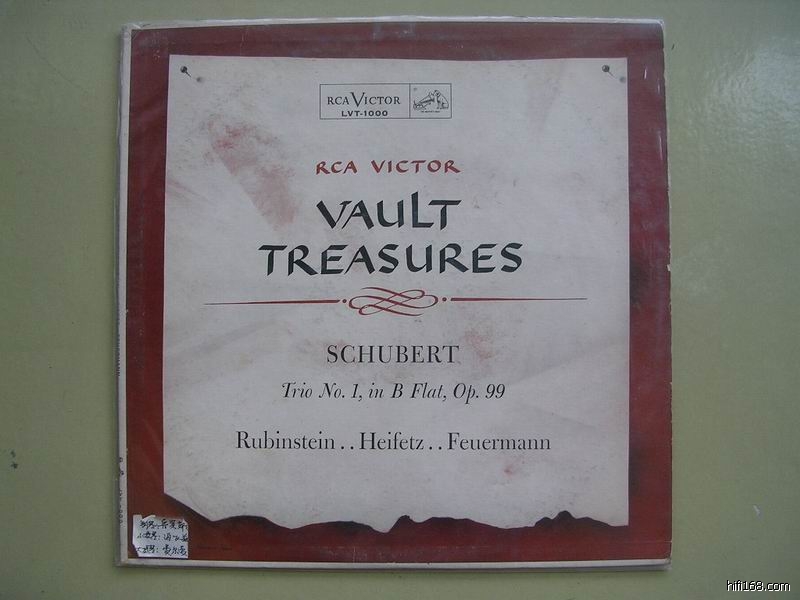 RCA VICTOR
LVT-1000
RCA VICTOR
VAULT
TREASURES
SCHUBERT
Trio No. 1, in B Flat, Op. 99
Rubinstein . . Heifetz . . Feuermann
hifi168.com